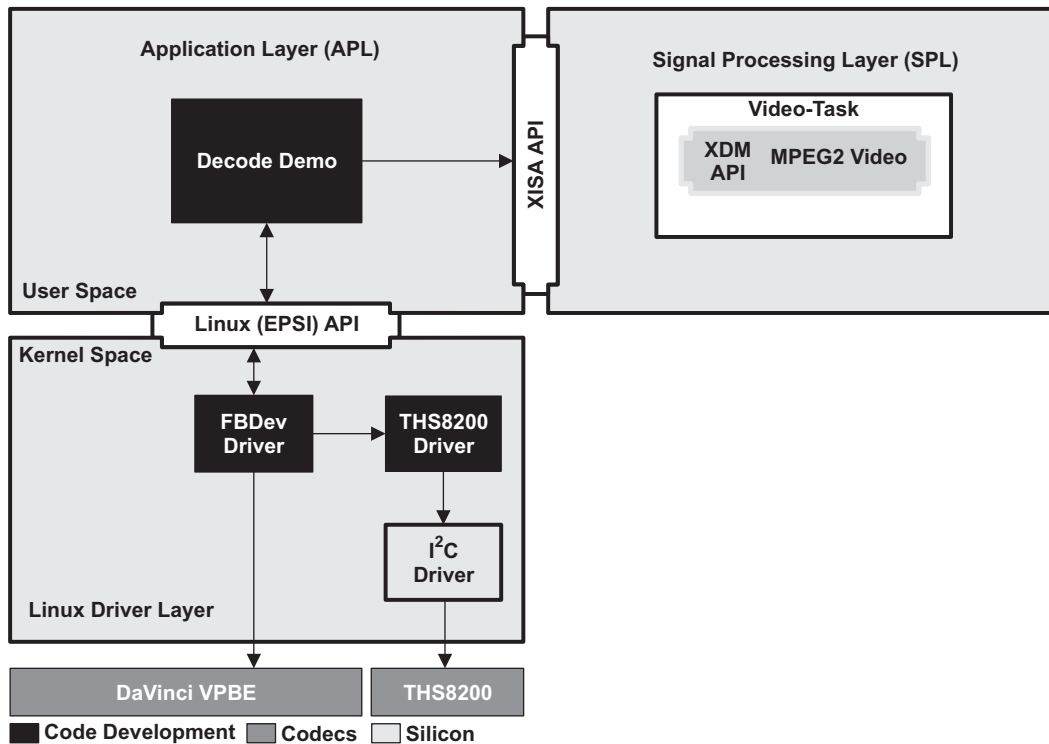 Application Layer (APL)
Decode Demo
User Space
XISA API
Signal Processing Layer (SPL)
Video-Task
XDM
API
MPEG2 Video
Linux (EPSI) API
Kernel Space
FBDev
Driver
THS8200
Driver
I²C
Driver
Linux Driver Layer
DaVinci VPBE
THS8200
Code Development
Codecs
Silicon